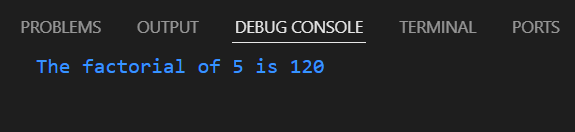 PROBLEMS OUTPUT DEBUG CONSOLE TERMINAL PORTS
The factorial of 5 is 120